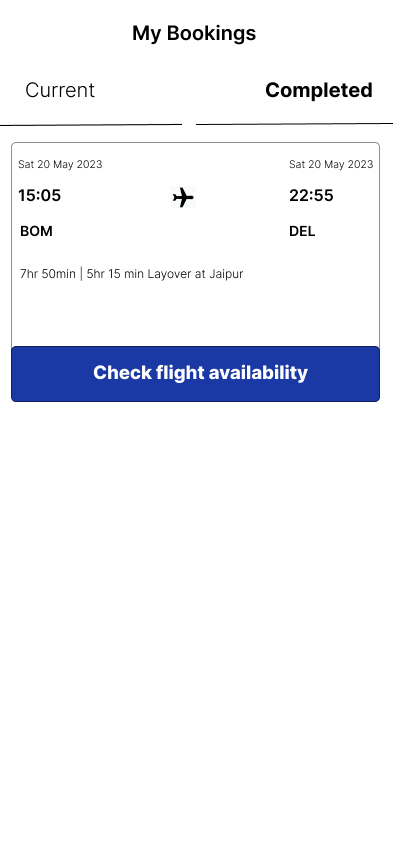 My Bookings
Current Completed
Sat 20 May 2023 Sat 20 May 2023
15:05 22:55
BOM DEL
7hr 50min | 5hr 15 min Layover at Jaipur
Check flight availability